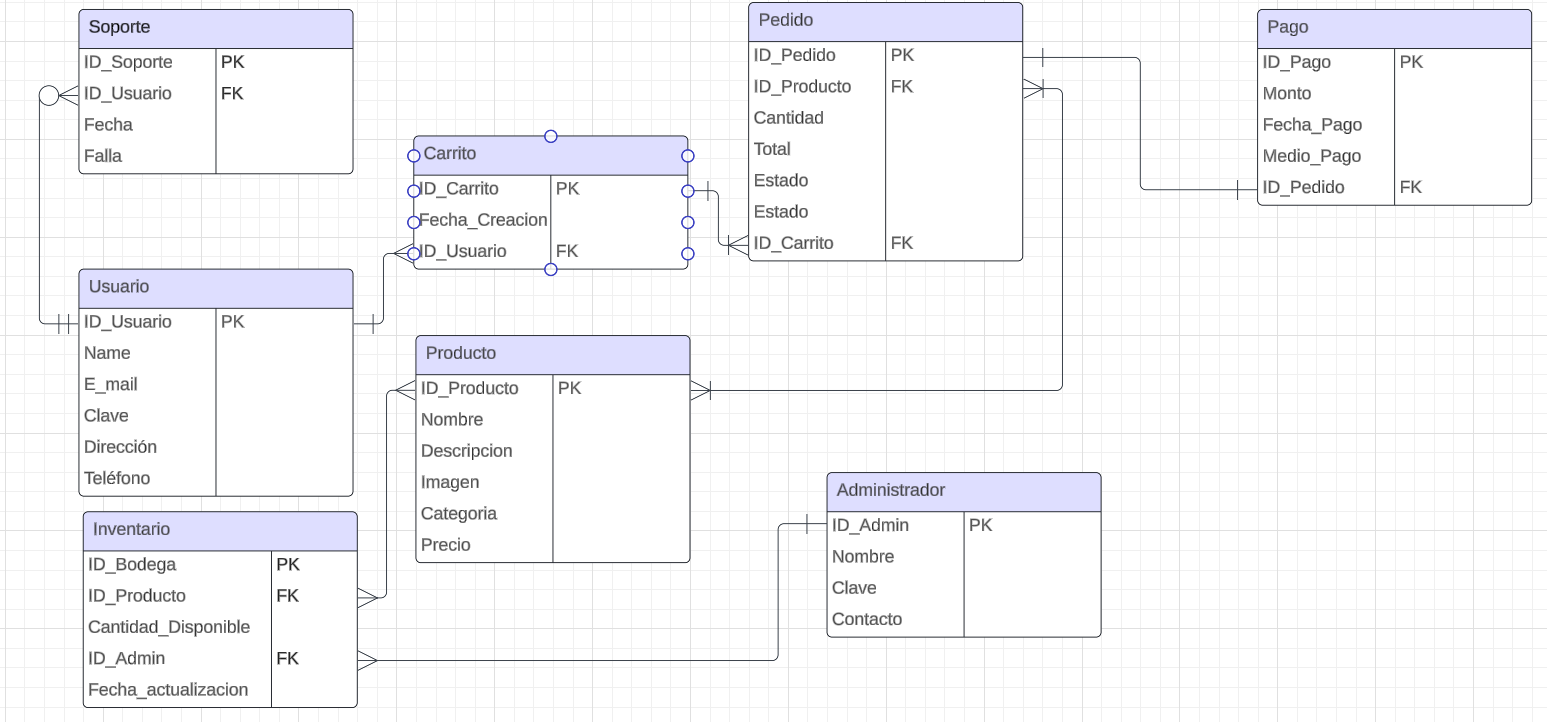 Soporte
ID_Soporte PK
ID_Usuario FK
Fecha
Falla
Usuario
ID_Usuario PK
Name
E_mail
Clave
Dirección
Teléfono
Inventario
ID_Bodega PK
ID_Producto FK
Cantidad_Disponible
ID_Admin FK
Fecha_actualizacion
Carrito
ID_Carrito PK
Fecha_Creacion
ID_Usuario FK
Producto
ID_Producto PK
Nombre
Descripcion
Imagen
Categoria
Precio
Pedido
ID_Pedido PK
ID_Producto FK
Cantidad
Total
Estado
Estado
ID_Carrito FK
Administrador
ID_Admin PK
Nombre
Clave
Contacto
Pago
ID_Pago PK
Monto
Fecha_Pago
Medio_Pago
ID_Pedido FK